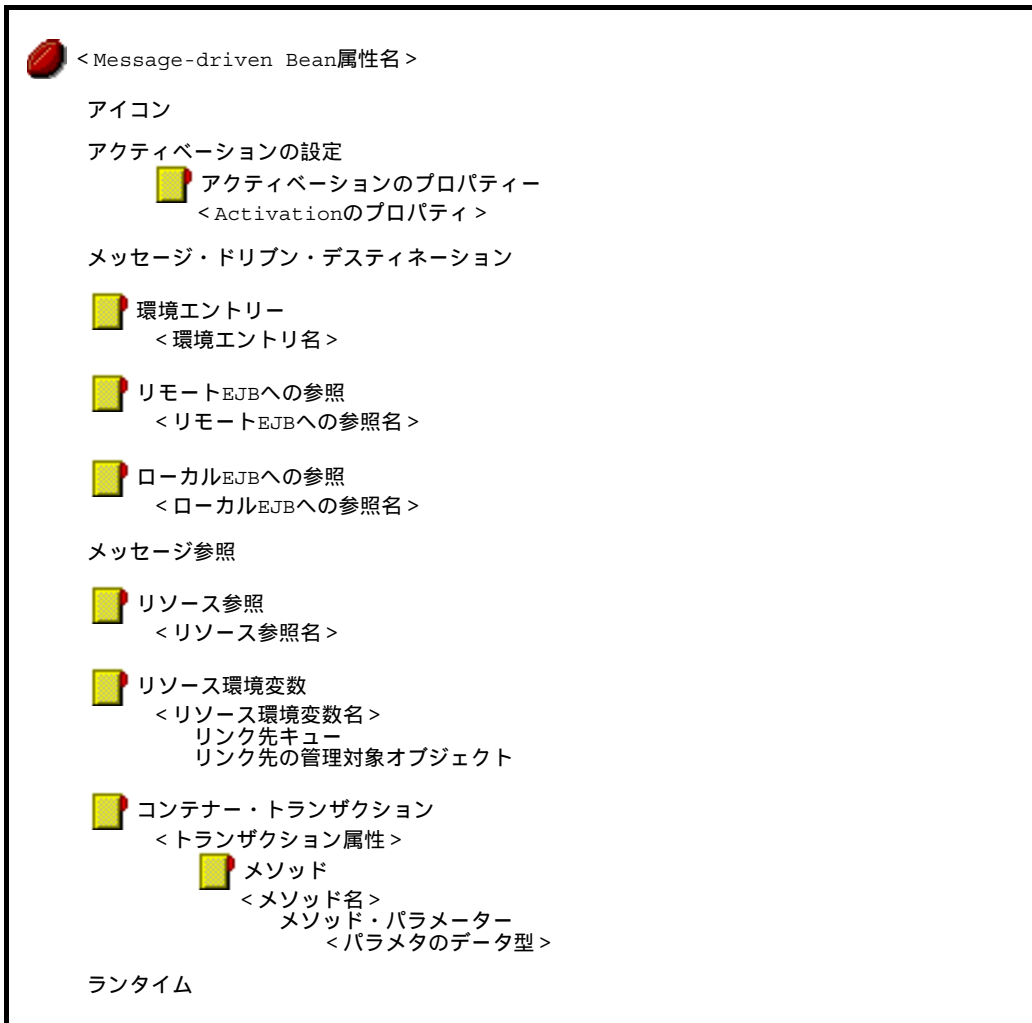 <Message-driven Bean属性名>
アイコン
アクティベーションの設定
アクティベーションのプロパティー
<Activationのプロパティ>
メッセージ・ドリブン・デスティネーション
環境エントリー
<環境エントリ名>
リモートEJBへの参照
<リモートEJBへの参照名>
ローカルEJBへの参照
<ローカルEJBへの参照名>
メッセージ参照
リソース参照
<リソース参照名>
リソース環境変数
<リソース環境変数名>
リンク先キュー
リンク先の管理対象オブジェクト
コンテナー・トランザクション
<トランザクション属性>
メソッド
<メソッド名>
メソッド・パラメーター
<パラメタのデータ型>
ランタイム